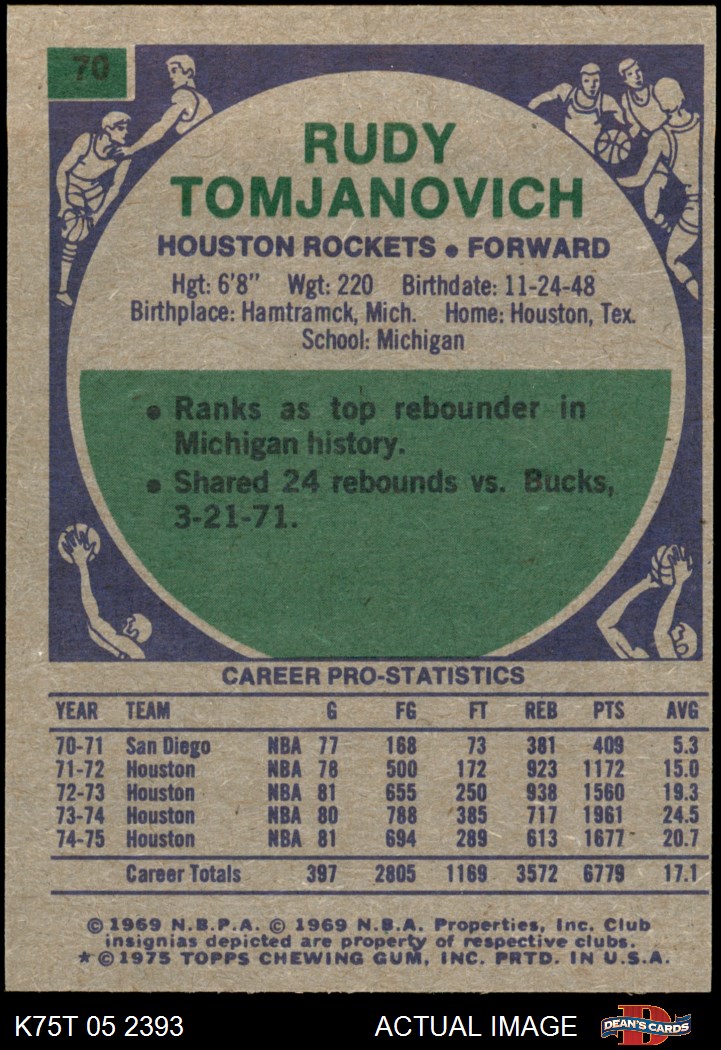 70
RUDY
TOMJANOVICH
HOUSTON ROCKETS • FORWARD
Hgt: 6'8" Wgt: 220 Birthdate: 11-24-48
Birthplace: Hamtramck, Mich. Home: Houston, Tex.
School: Michigan
• Ranks as top rebounder in
Michigan history.
• Shared 24 rebounds vs. Bucks,
3-21-71.
CAREER PRO-STATISTICS
YEAR TEAM G FG FT REB PTS AVG
70-71 San Diego NBA 77 168 73 381 409 5.3
71-72 Houston NBA 78 500 172 923 1172 15.0
72-73 Houston NBA 81 655 250 938 1560 19.3
73-74 Houston NBA 80 788 385 717 1961 24.5
74-75 Houston NBA 81 694 289 613 1677 20.7
Career Totals 397 2805 1169 3572 6779 17.1
© 1969 N.B.P.A. © 1969 N.B.A. Properties, Inc. Club
insignias depicted are property of respective clubs.
* © 1975 TOPPS CHEWING GUM, INC. PRTD. IN U.S.A.
K75T 05 2393 ACTUAL IMAGE D DEAN'S CARDS